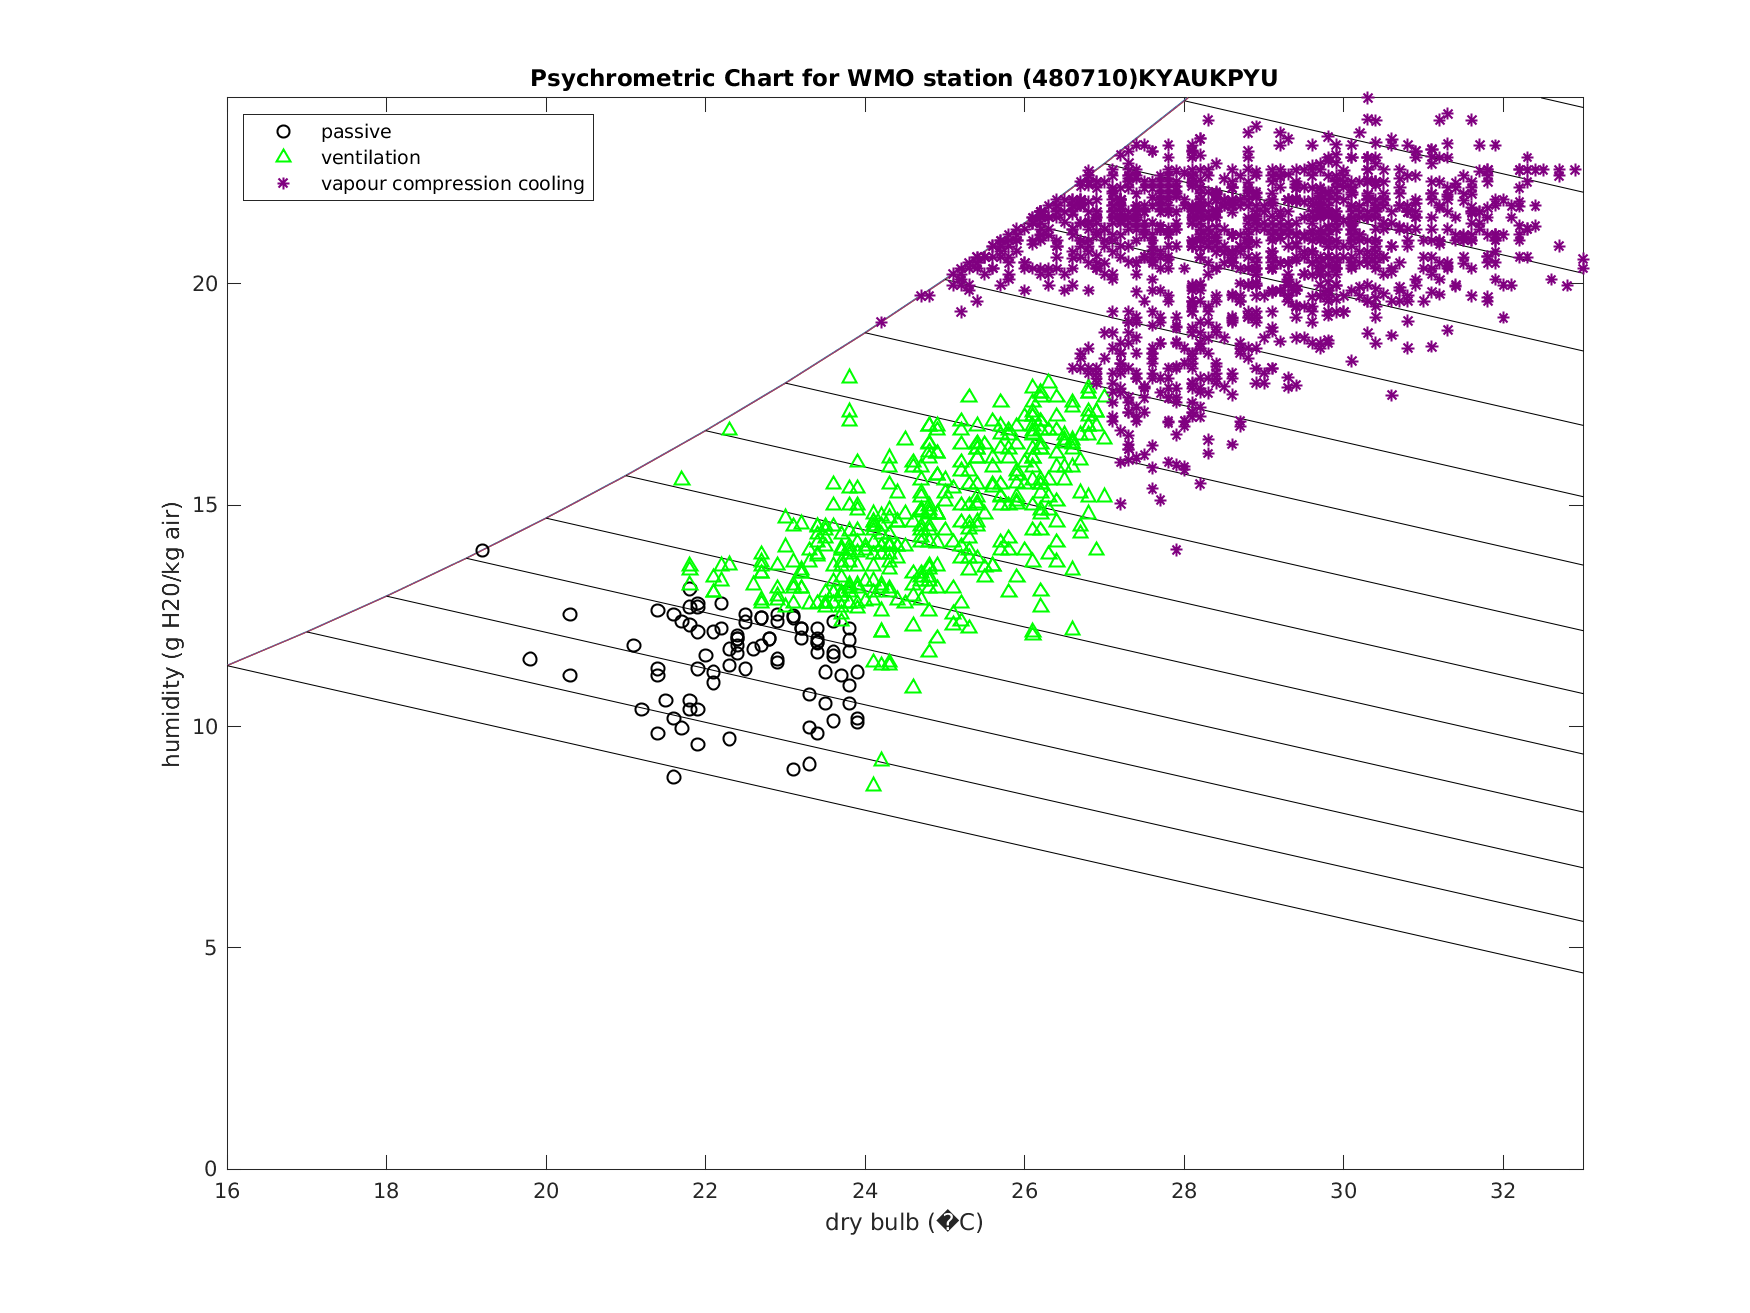 Psychrometric Chart for WMO station (480710)KYAUKPYU
passive
ventilation
vapour compression cooling
20
15
10
5
0
humidity (g H20/kg air)
16 18 20 22 24 26 28 30 32
dry bulb (�C)